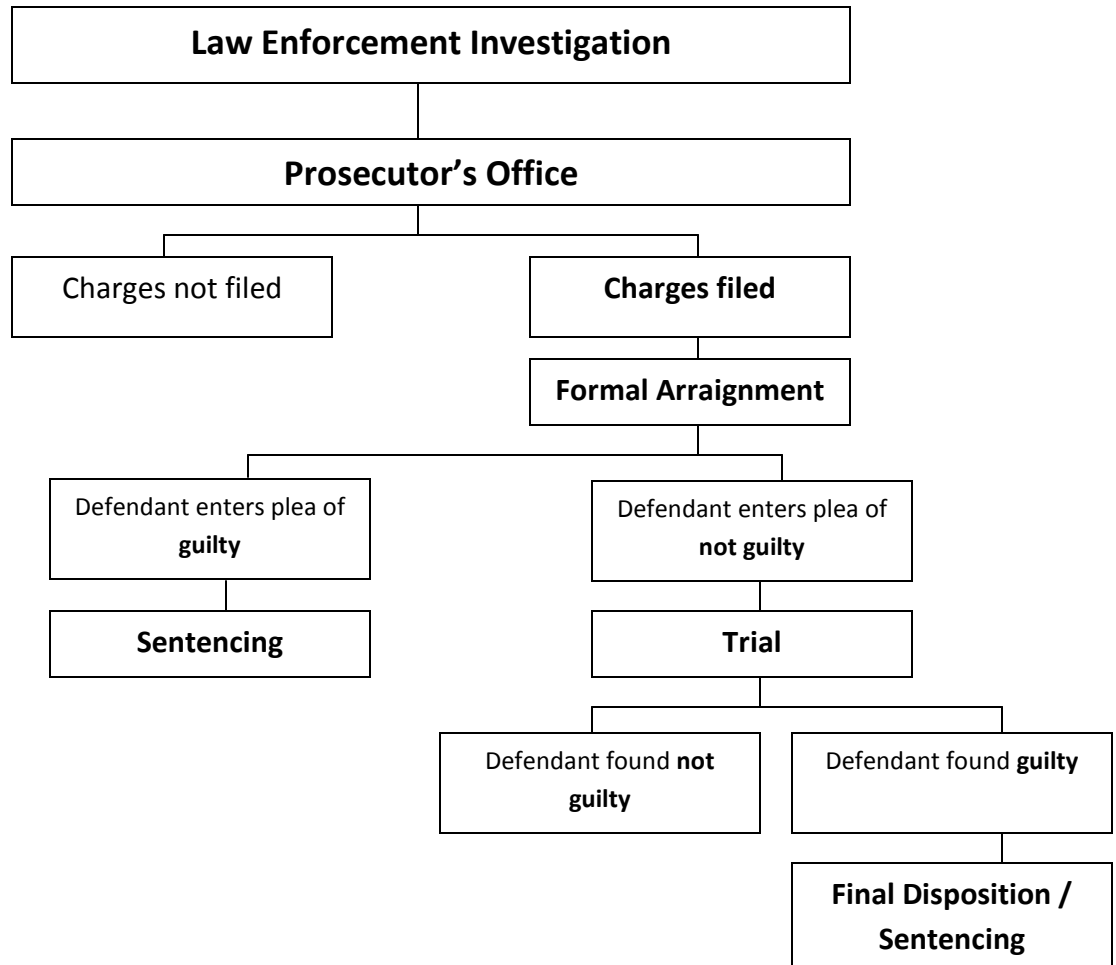 Law Enforcement Investigation
Prosecutor’s Office
Charges not filed
Charges filed
Formal Arraignment
Defendant enters plea of
guilty
Defendant enters plea of
not guilty
Sentencing
Trial
Defendant found not
guilty
Defendant found guilty
Final Disposition /
Sentencing